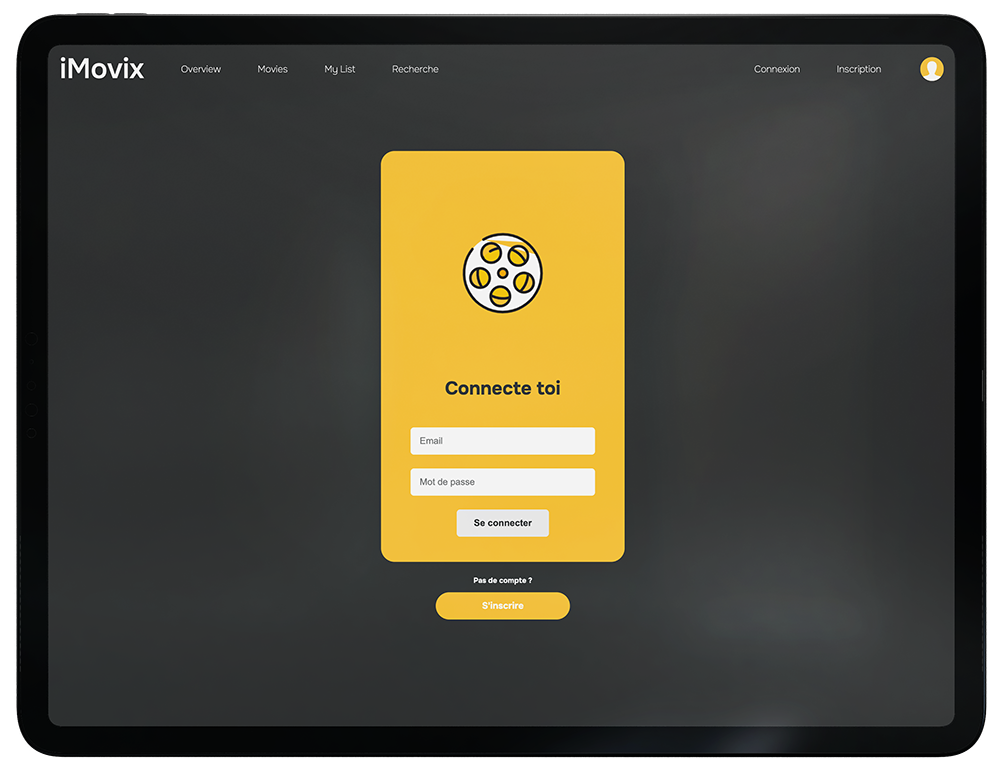 iMovix Overview Movies My List Recherche Connexion Inscription
Connecte toi
Email
Mot de passe
Se connecter
Pas de compte ?
S'inscrire